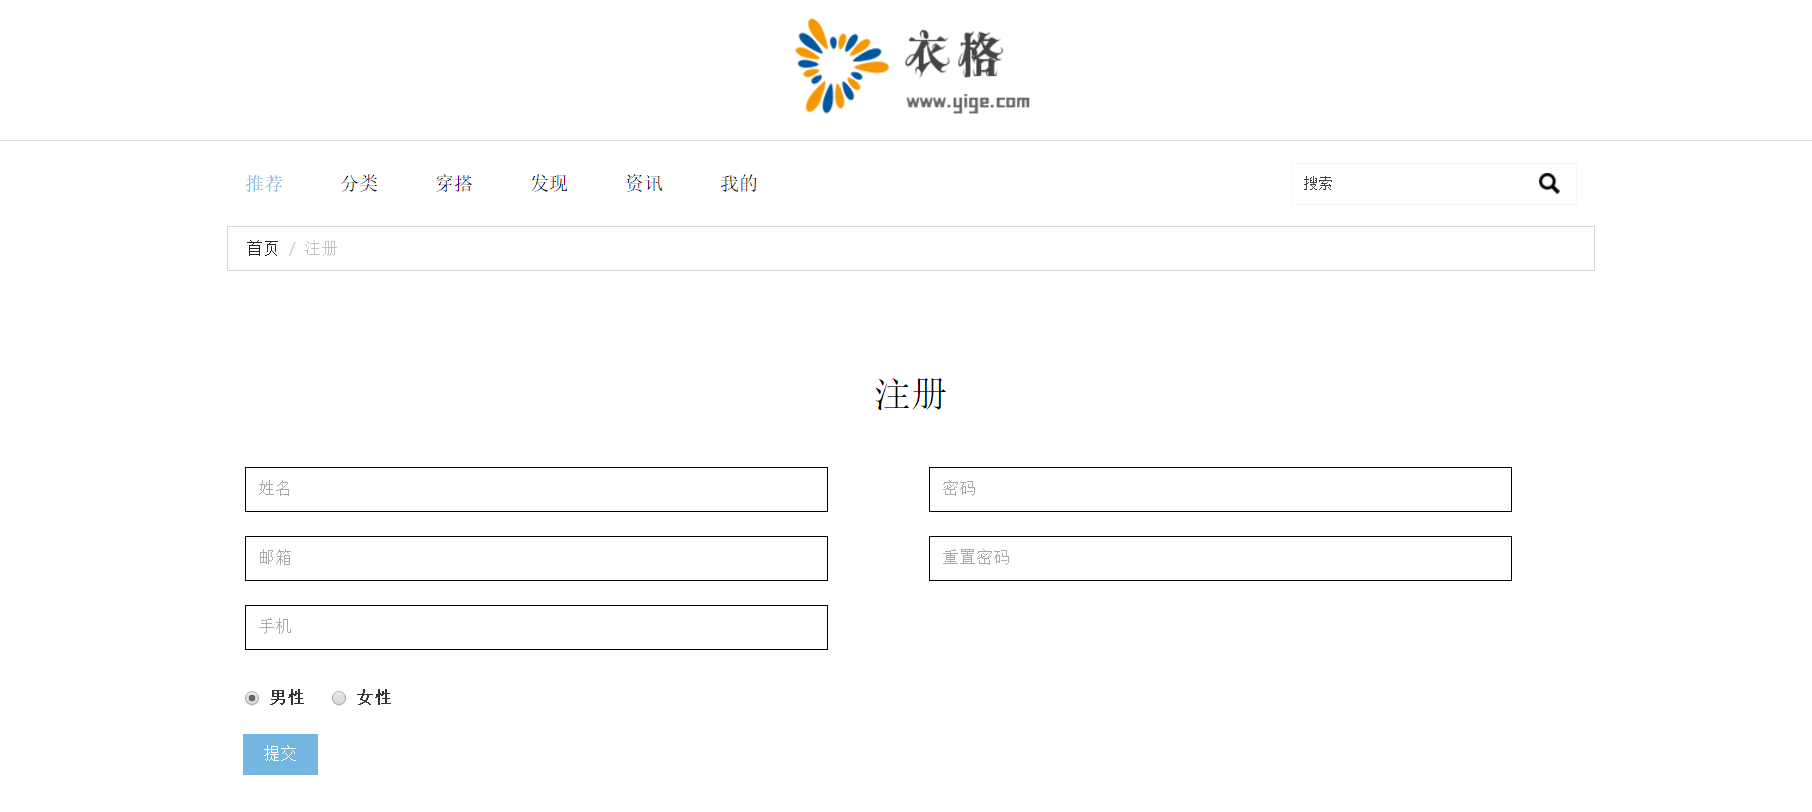 衣格
www.yige.com
推荐 分类 穿搭 发现 资讯 我的 搜索
首页 / 注册
注册
姓名 密码
邮箱 重置密码
手机
男性 女性
提交